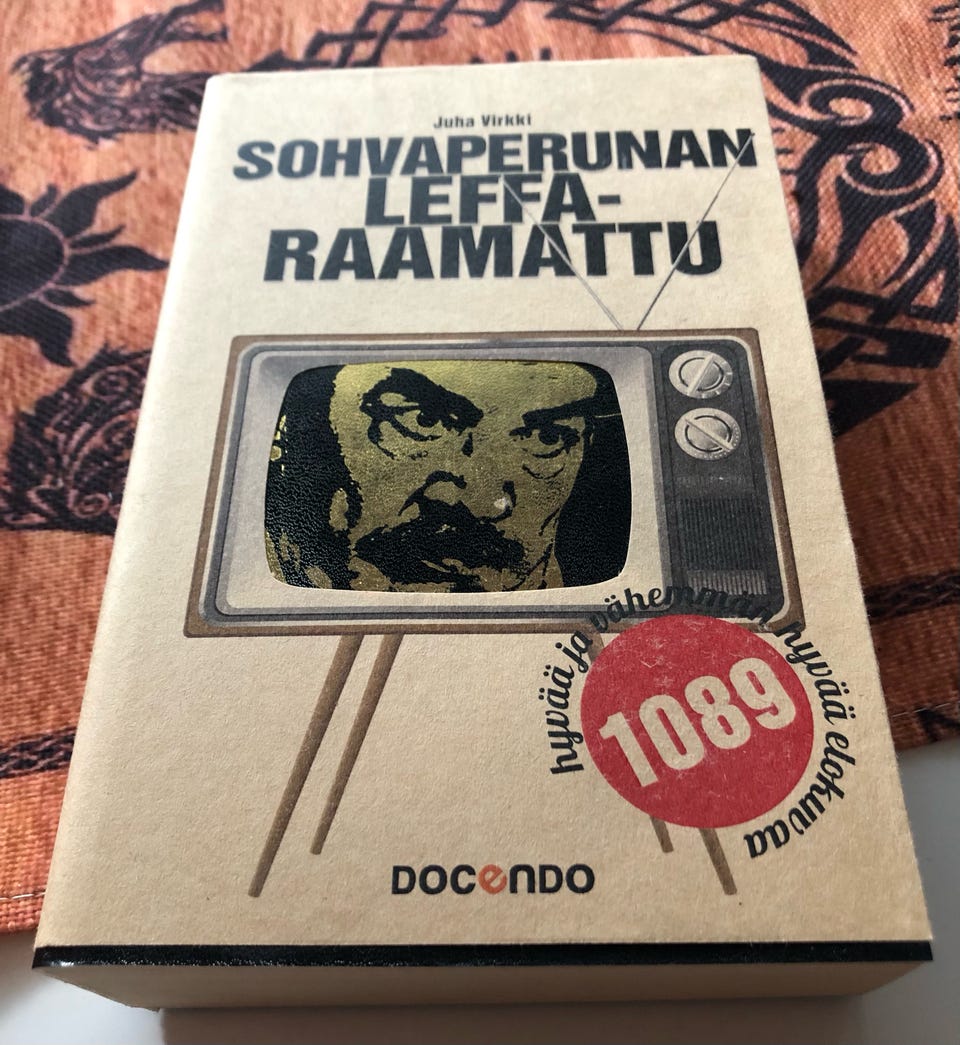 Juha Virkki
SOHVAPERUNAN
LEFFA-
RAAMATTU
hyvää ja vähemmän hyvää elokuvaa
1089
DOCENDO